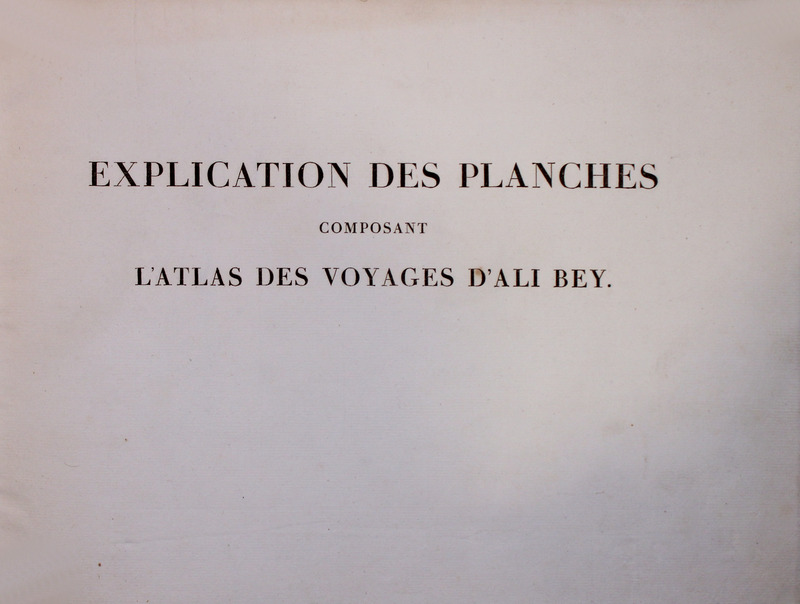 EXPLICATION DES PLANCHES
COMPOSANT
L'ATLAS DES VOYAGES D'ALI BEY.